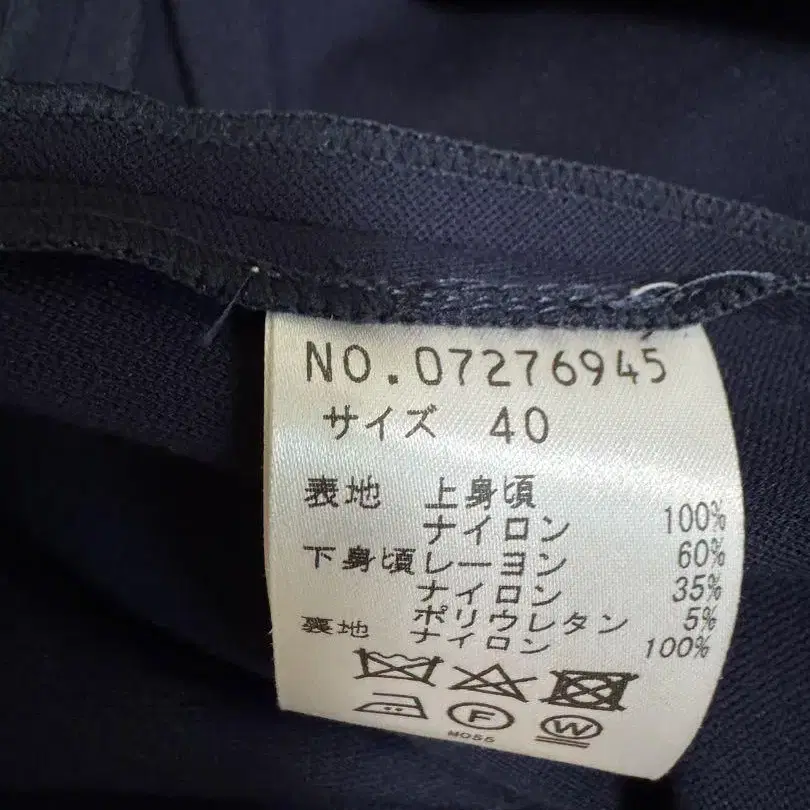 NO.07276945
サイズ 40
表地 上身頃
ナイロン 100%
下身頃 レーヨン 60%
ナイロン 35%
ポリウレタン 5%
裏地 ナイロン 100%
F W
M055